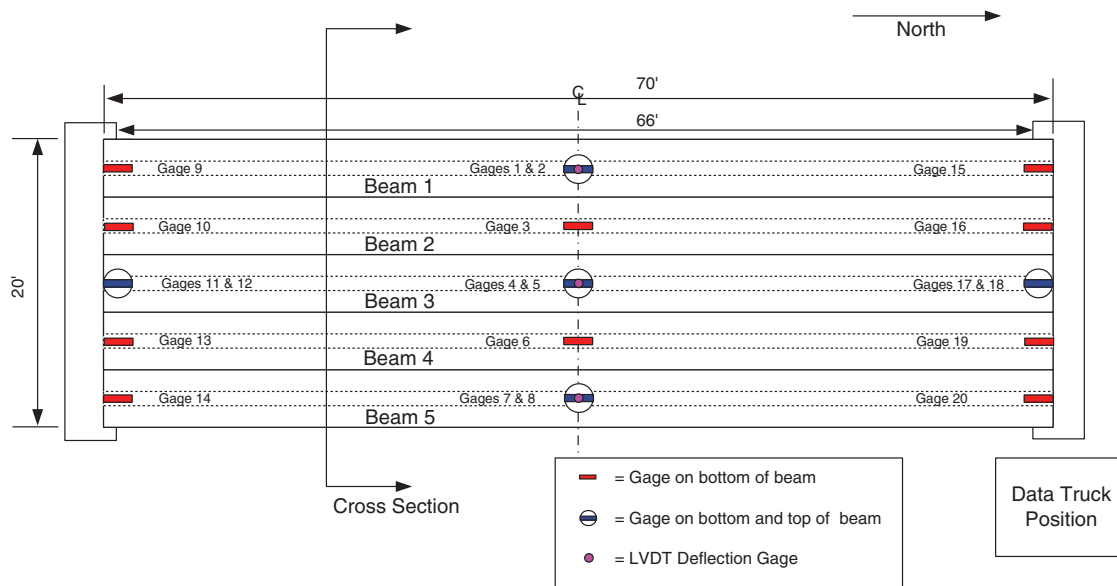 North
70'
℄
66'
Gage 9
Gages 1 & 2
Gage 15
Beam 1
Gage 10
Gage 3
Gage 16
Beam 2
20'
Gages 11 & 12
Gages 4 & 5
Gages 17 & 18
Beam 3
Gage 13
Gage 6
Gage 19
Beam 4
Gage 14
Gages 7 & 8
Gage 20
Beam 5
Cross Section
= Gage on bottom of beam
= Gage on bottom and top of beam
= LVDT Deflection Gage
Data Truck
Position